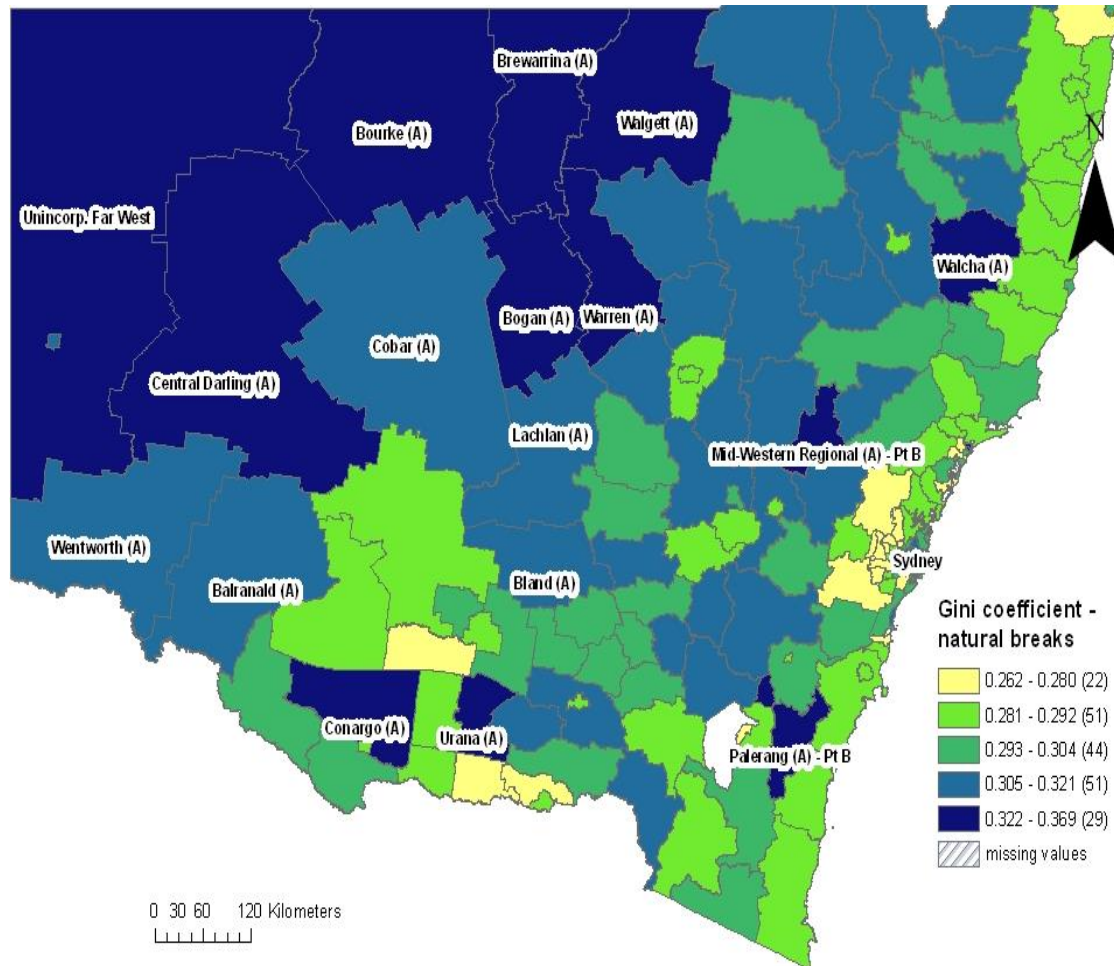 Brewarrina (A)
Bourke (A)
Walgett (A)
N
Unincorp. Far West
Walcha (A)
Bogan (A)
Warren (A)
Cobar (A)
Central Darling (A)
Lachlan (A)
Mid-Western Regional (A) - Pt B
Wentworth (A)
Sydney
Balranald (A)
Bland (A)
Conargo (A)
Urana (A)
Palerang (A) - Pt B
Gini coefficient -
natural breaks
0.262 - 0.280 (22)
0.281 - 0.292 (51)
0.293 - 0.304 (44)
0.305 - 0.321 (51)
0.322 - 0.369 (29)
missing values
0 30 60 120 Kilometers